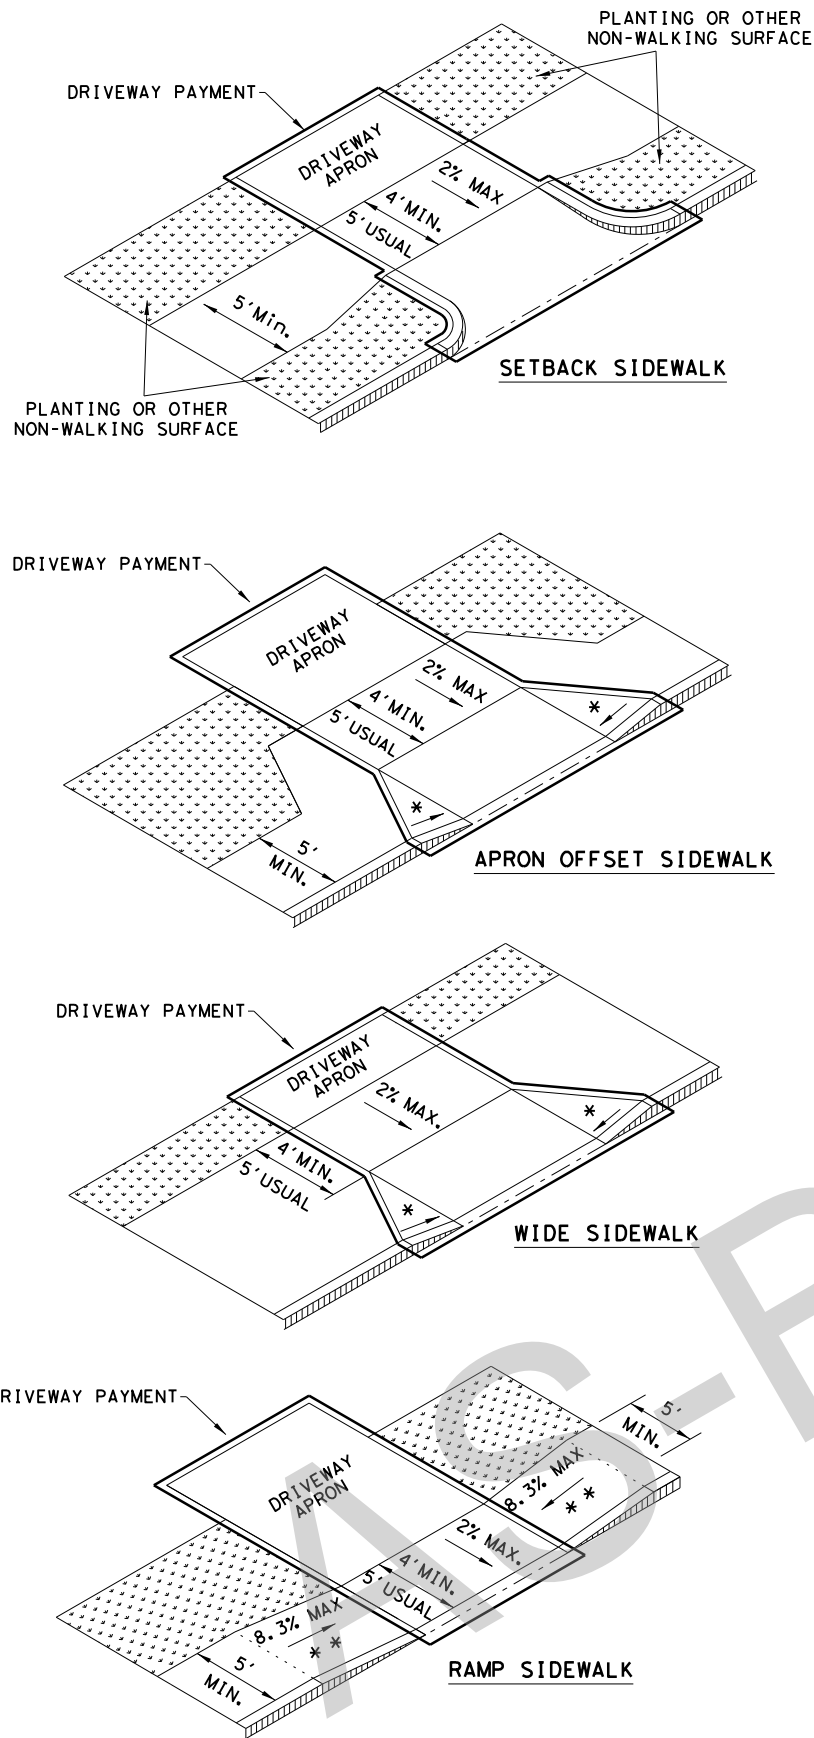 PLANTING OR OTHER
NON-WALKING SURFACE
DRIVEWAY PAYMENT
DRIVEWAY
APRON
2% MAX
4'MIN.
5'USUAL
5'Min.
SETBACK SIDEWALK
PLANTING OR OTHER
NON-WALKING SURFACE
DRIVEWAY PAYMENT
DRIVEWAY
APRON
2% MAX
4'MIN.
5'USUAL
*
*
5'
MIN.
APRON OFFSET SIDEWALK
DRIVEWAY PAYMENT
DRIVEWAY
APRON
2% MAX.
4'MIN.
5'USUAL
*
*
WIDE SIDEWALK
RIVEWAY PAYMENT
5'
MIN.
DRIVEWAY
APRON
8.3% MAX
**
2% MAX.
4'MIN.
5'USUAL
8.3% MAX
**
5'
MIN.
RAMP SIDEWALK
AS-